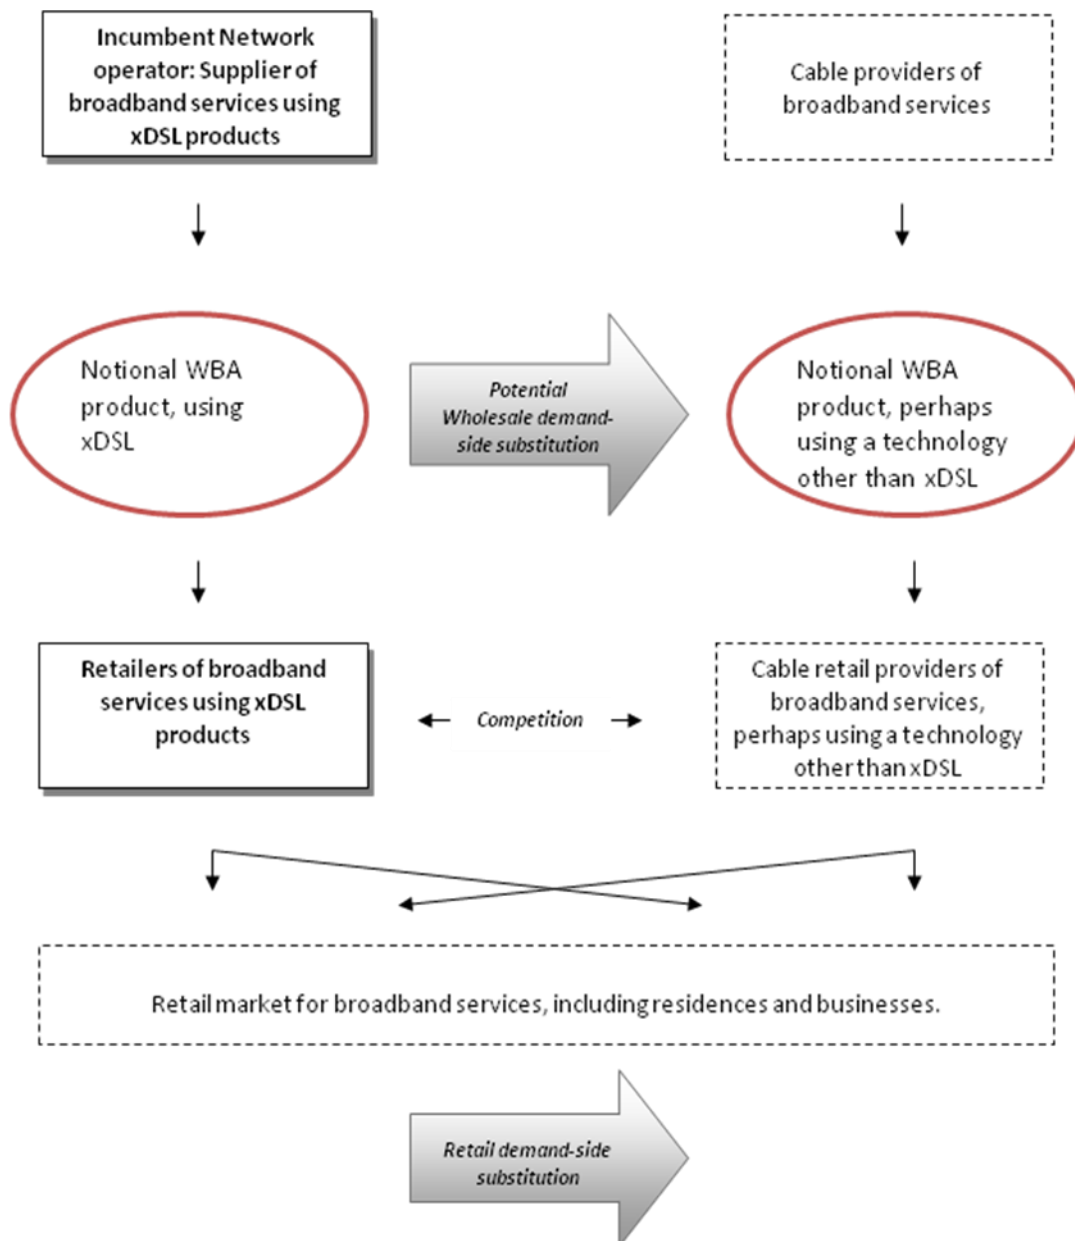 Incumbent Network
operator: Supplier of
broadband services using
xDSL products
Cable providers of
broadband services
Notional WBA
product, using
xDSL
Potential
Wholesale demand-
side substitution
Notional WBA
product, perhaps
using a technology
other than xDSL
Retailers of broadband
services using xDSL
products
Competition
Cable retail providers of
broadband services,
perhaps using a technology
other than xDSL
Retail market for broadband services, including residences and businesses.
Retail demand-side
substitution